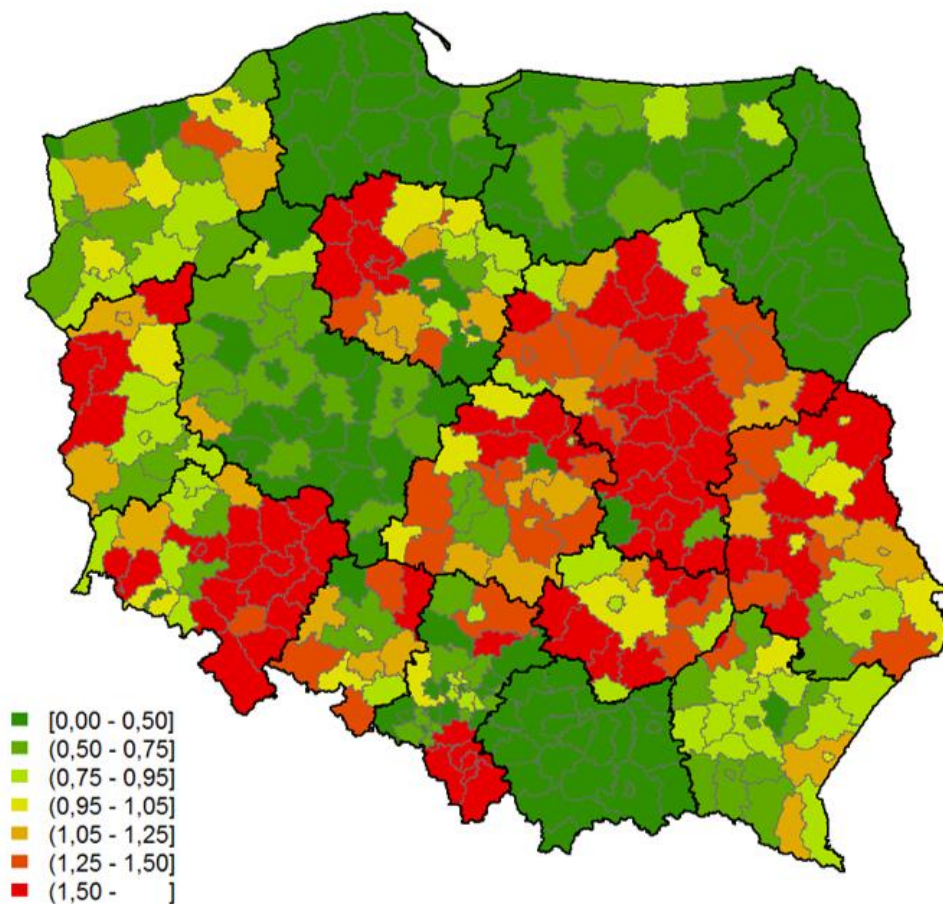 [0,00 - 0,50]
(0,50 - 0,75]
(0,75 - 0,95]
(0,95 - 1,05]
(1,05 - 1,25]
(1,25 - 1,50]
(1,50 - ]